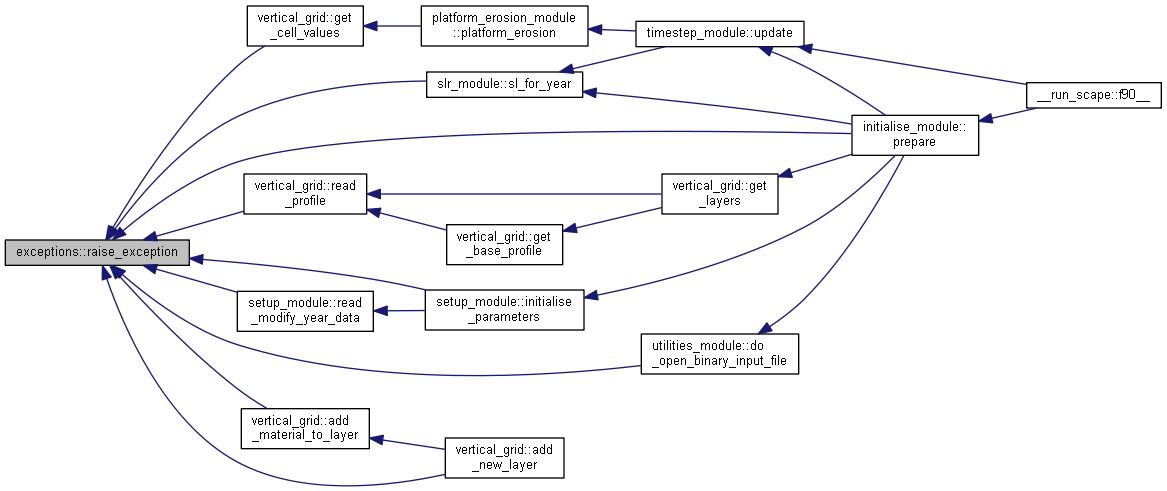 vertical_grid::get
_cell_values
platform_erosion_module
::platform_erosion
timestep_module::update
slr_module::sl_for_year
__run_scape::f90__
initialise_module::
prepare
vertical_grid::read
_profile
vertical_grid::get
_layers
vertical_grid::get
_base_profile
exceptions::raise_exception
setup_module::read
_modify_year_data
setup_module::initialise
_parameters
utilities_module::do
_open_binary_input_file
vertical_grid::add
_material_to_layer
vertical_grid::add
_new_layer